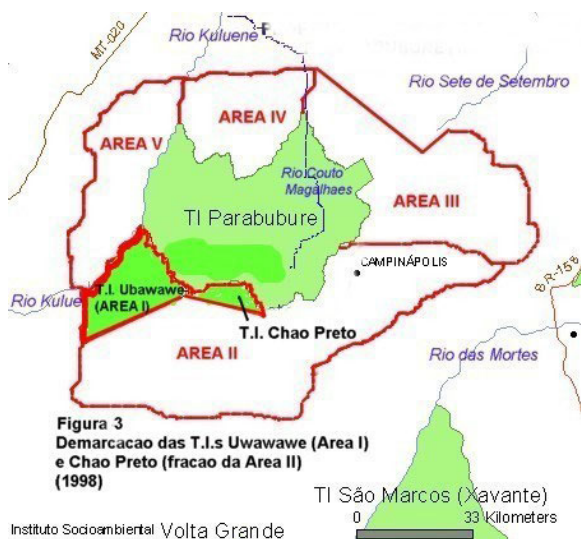 Rio Kuluene
MT-020
Rio Sete de Setembro
AREA V
AREA IV
Rio Couto
Magalhaes
AREA III
TI Parabubure
CAMPINÁPOLIS
T.I. Ubawawe
(AREA I)
Rio Kulue
T.I. Chao Preto
BR-158
AREA II
Rio das Mortes
Figura 3
Demarcacao das T.I.s Uwawawe (Area I)
e Chao Preto (fracao da Area II)
(1998)
TI São Marcos (Xavante)
0 33 Kilometers
Instituto Socioambiental Volta Grande